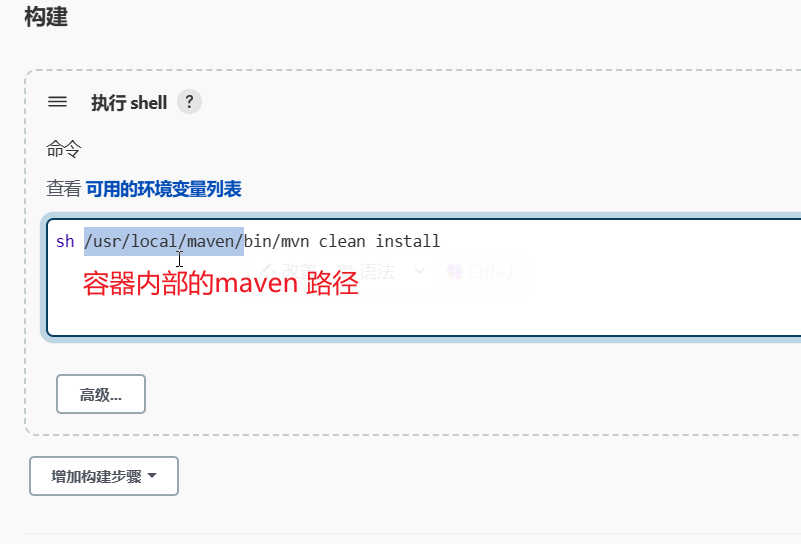 构建
执行 shell ?
命令
查看 可用的环境变量列表
sh /usr/local/maven/bin/mvn clean install
容器内部的maven 路径
语法
高级...
增加构建步骤